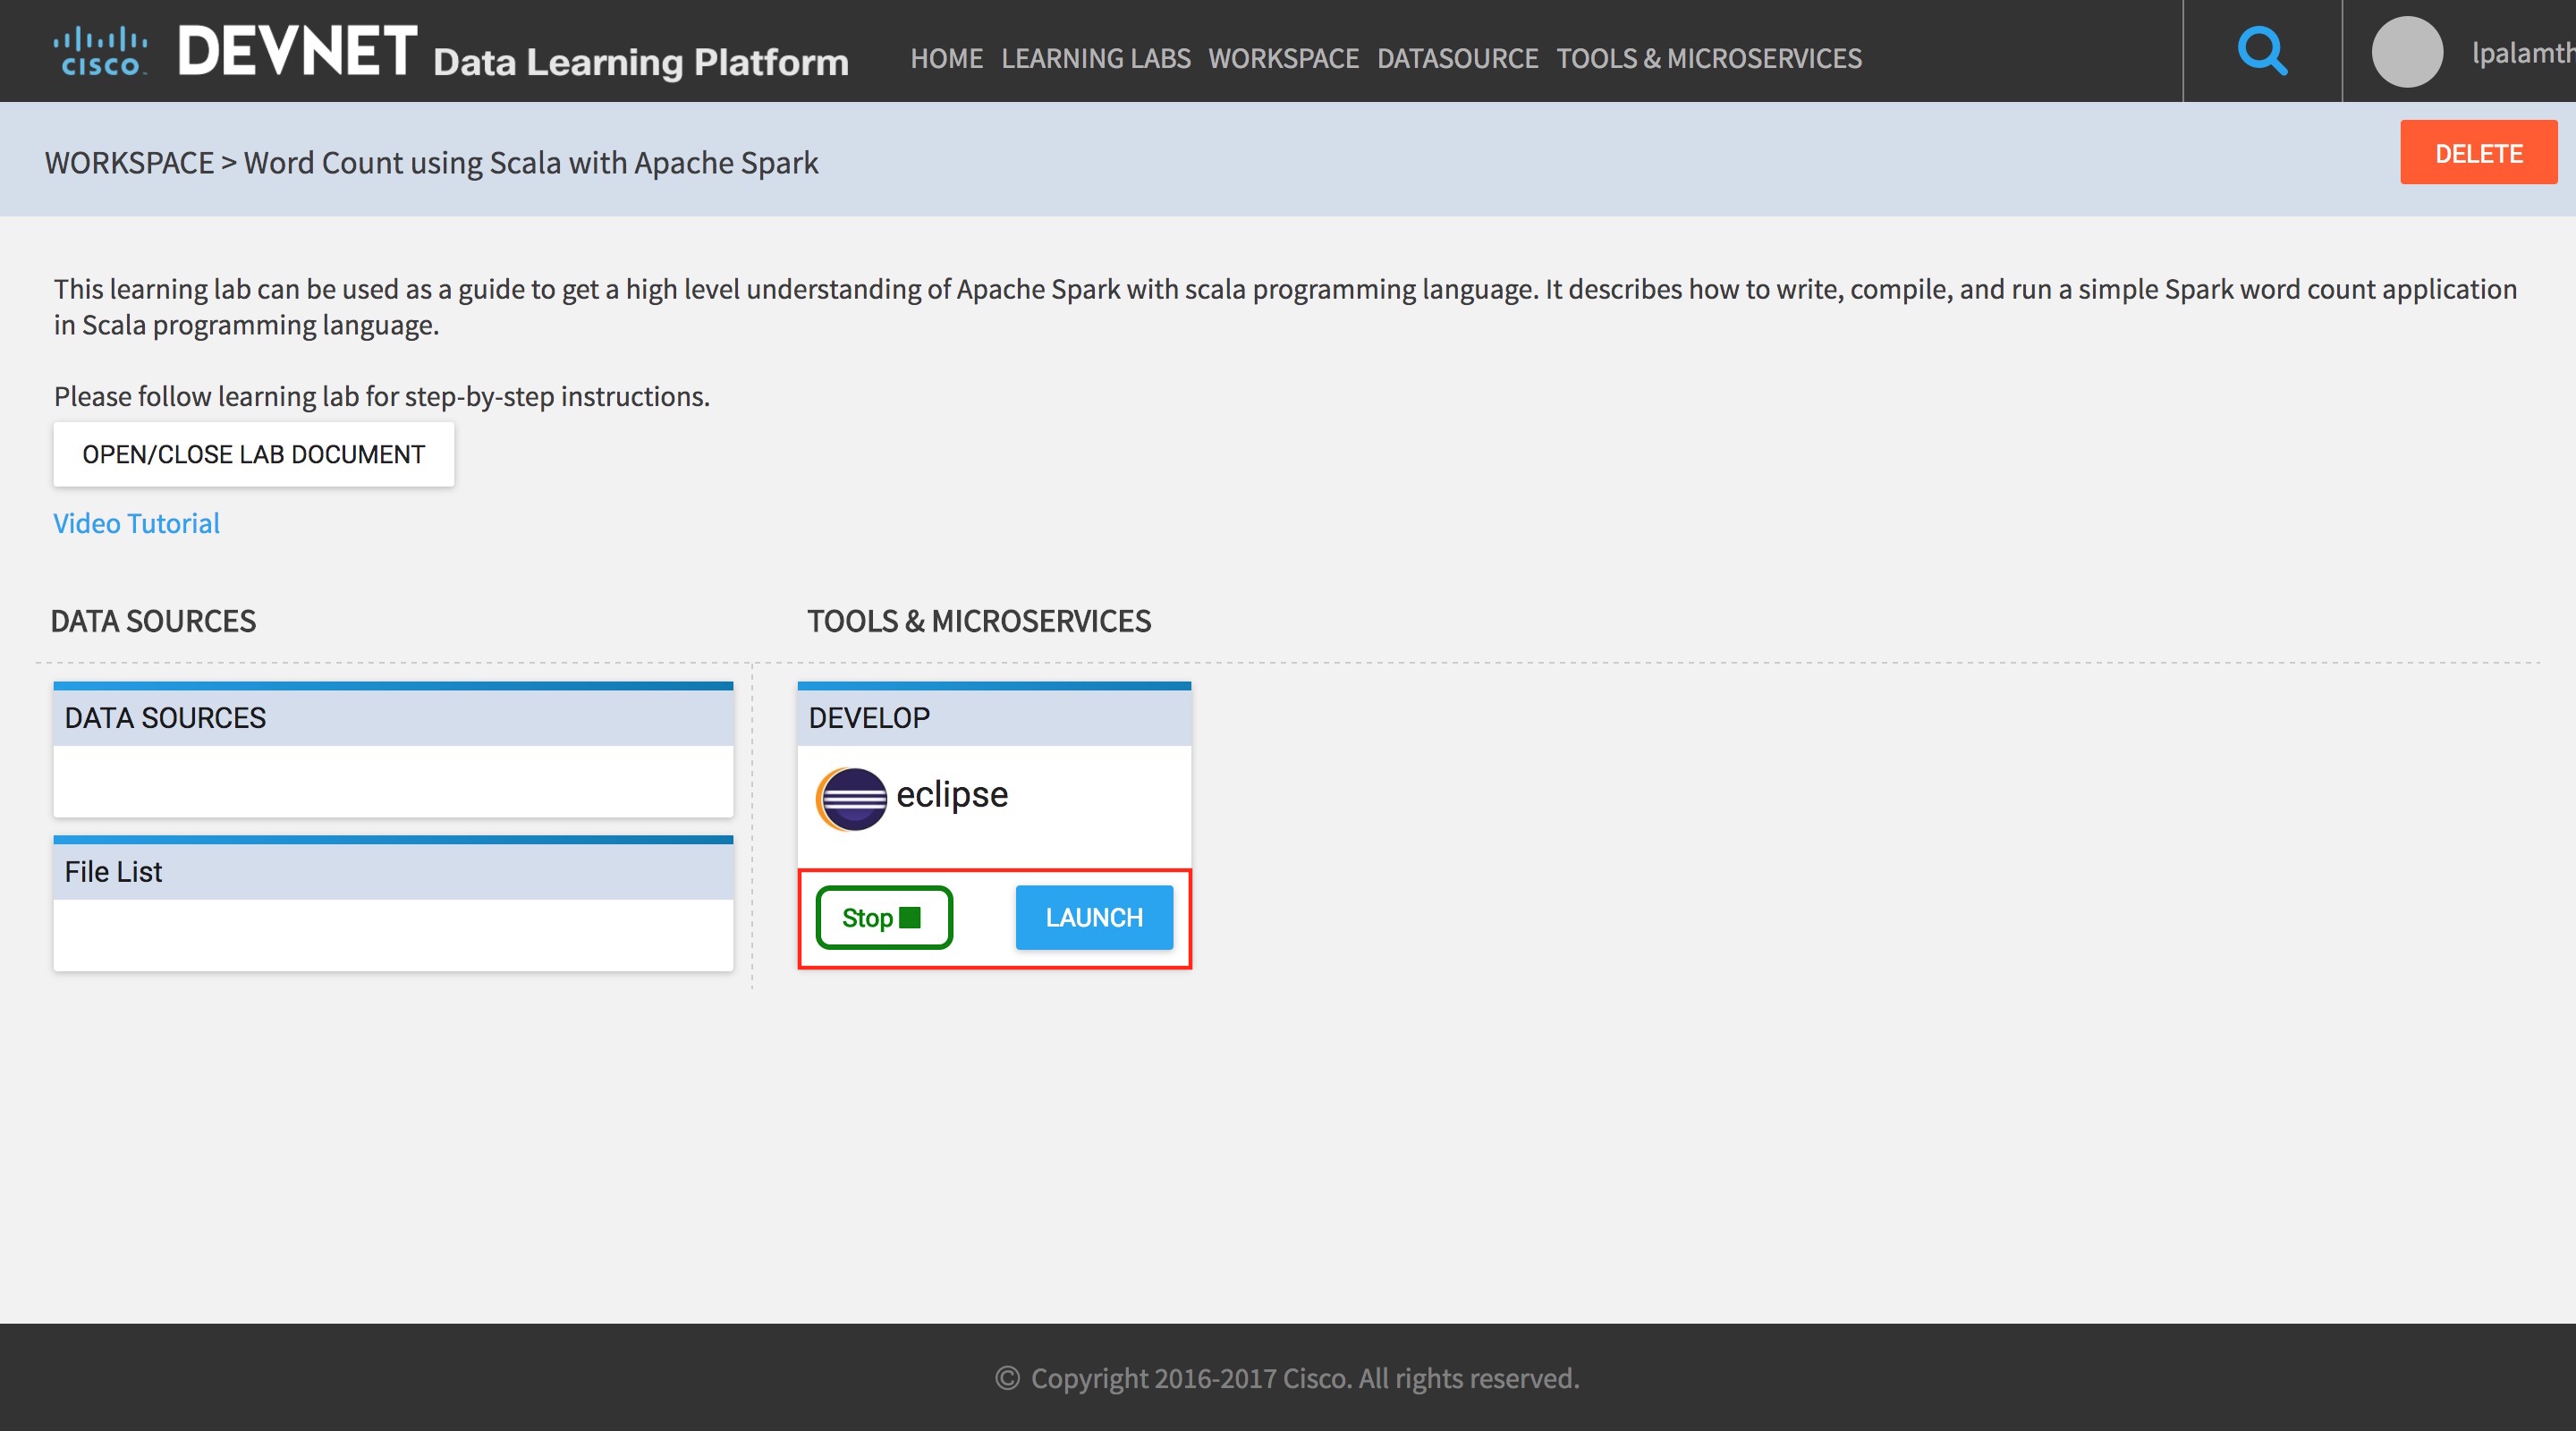 CISCO DEVNET Data Learning Platform HOME LEARNING LABS WORKSPACE DATASOURCE TOOLS & MICROSERVICES lpalamth
WORKSPACE > Word Count using Scala with Apache Spark DELETE
This learning lab can be used as a guide to get a high level understanding of Apache Spark with scala programming language. It describes how to write, compile, and run a simple Spark word count application
in Scala programming language.
Please follow learning lab for step-by-step instructions.
OPEN/CLOSE LAB DOCUMENT
Video Tutorial
DATA SOURCES TOOLS & MICROSERVICES
DATA SOURCES
File List
DEVELOP
eclipse
Stop LAUNCH
© Copyright 2016-2017 Cisco. All rights reserved.